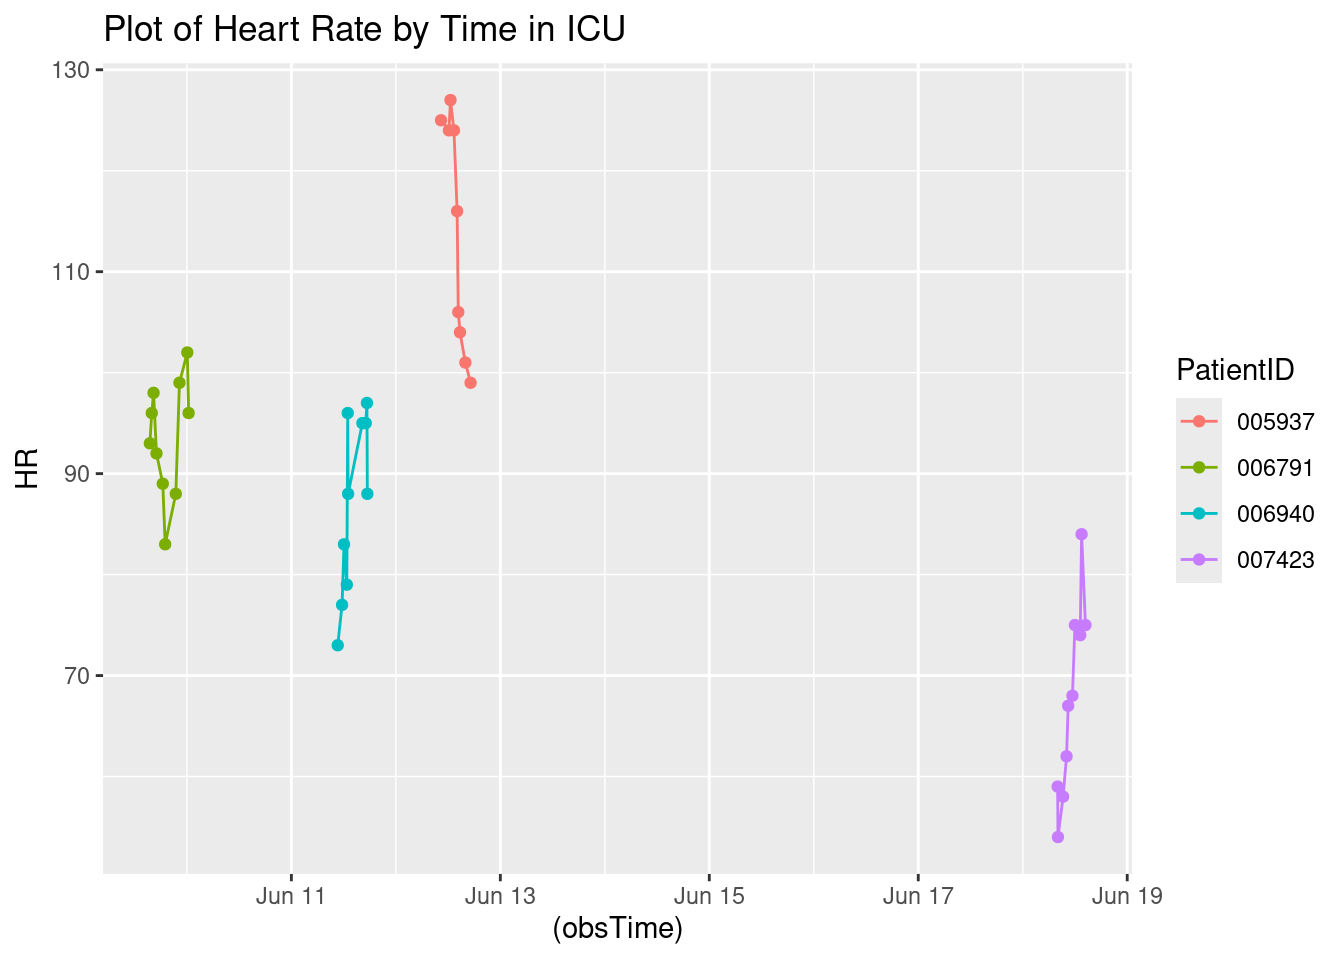 Plot of Heart Rate by Time in ICU
130
110
90
70
HR
Jun 11
Jun 13
Jun 15
Jun 17
Jun 19
(obsTime)
PatientID
005937
006791
006940
007423